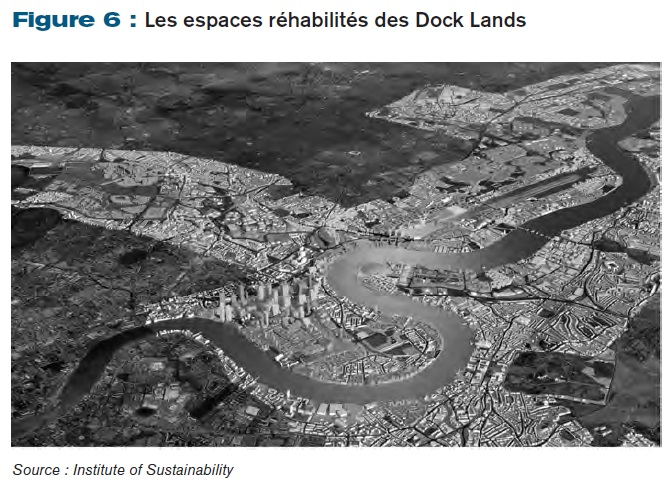 Figure 6 : Les espaces réhabilités des Dock Lands
Source : Institute of Sustainability